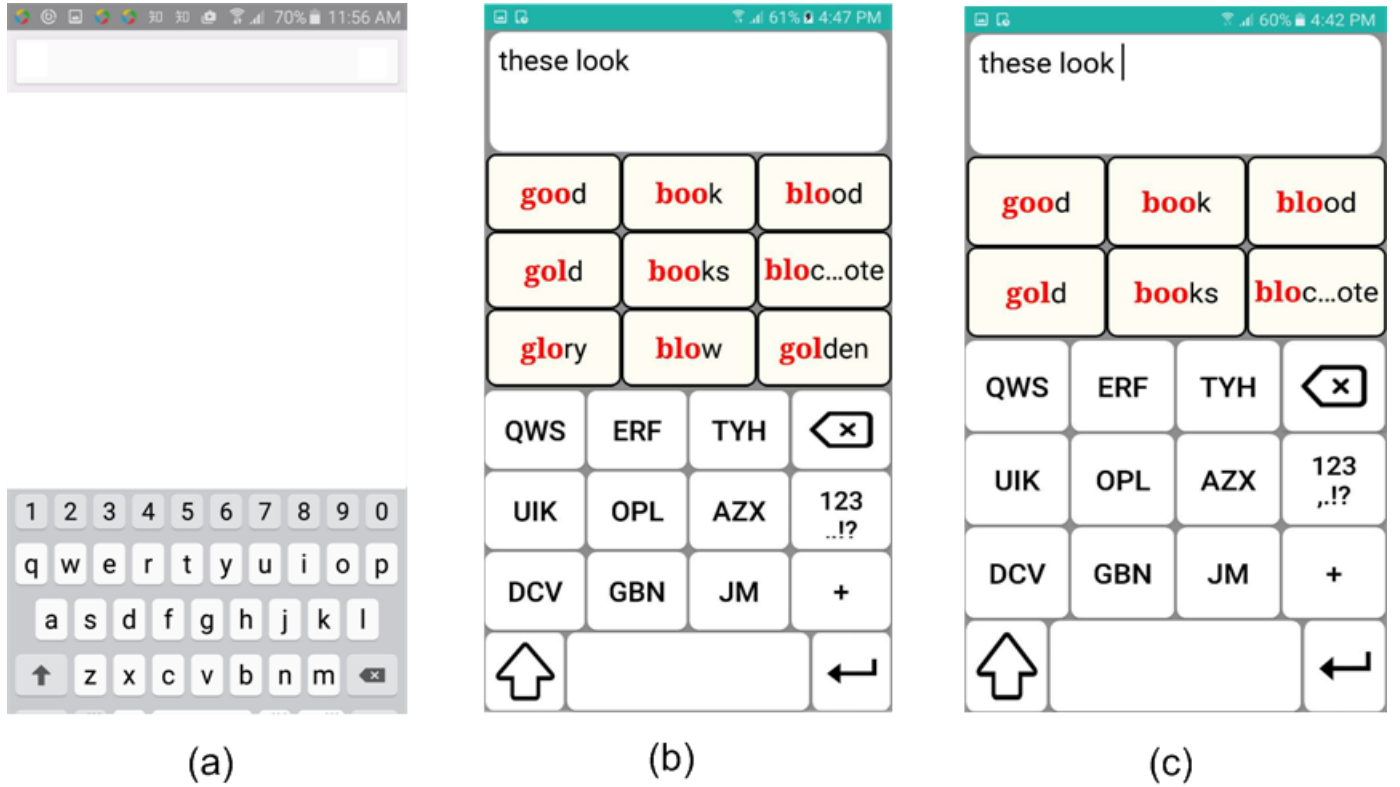 知 知 70% 11:56 AM
1 2 3 4 5 6 7 8 9 0
q w e r t y u i o p
a s d f g h j k l
z x c v b n m
(a)
61% 4:47 PM
these look
good book blood
gold books bloc...ote
glory blow golden
QWS ERF TYH
UIK OPL AZX 123
..!?
DCV GBN JM +
(b)
60% 4:42 PM
these look
good book blood
gold books bloc...ote
QWS ERF TYH
UIK OPL AZX 123
,.!?
DCV GBN JM +
(c)